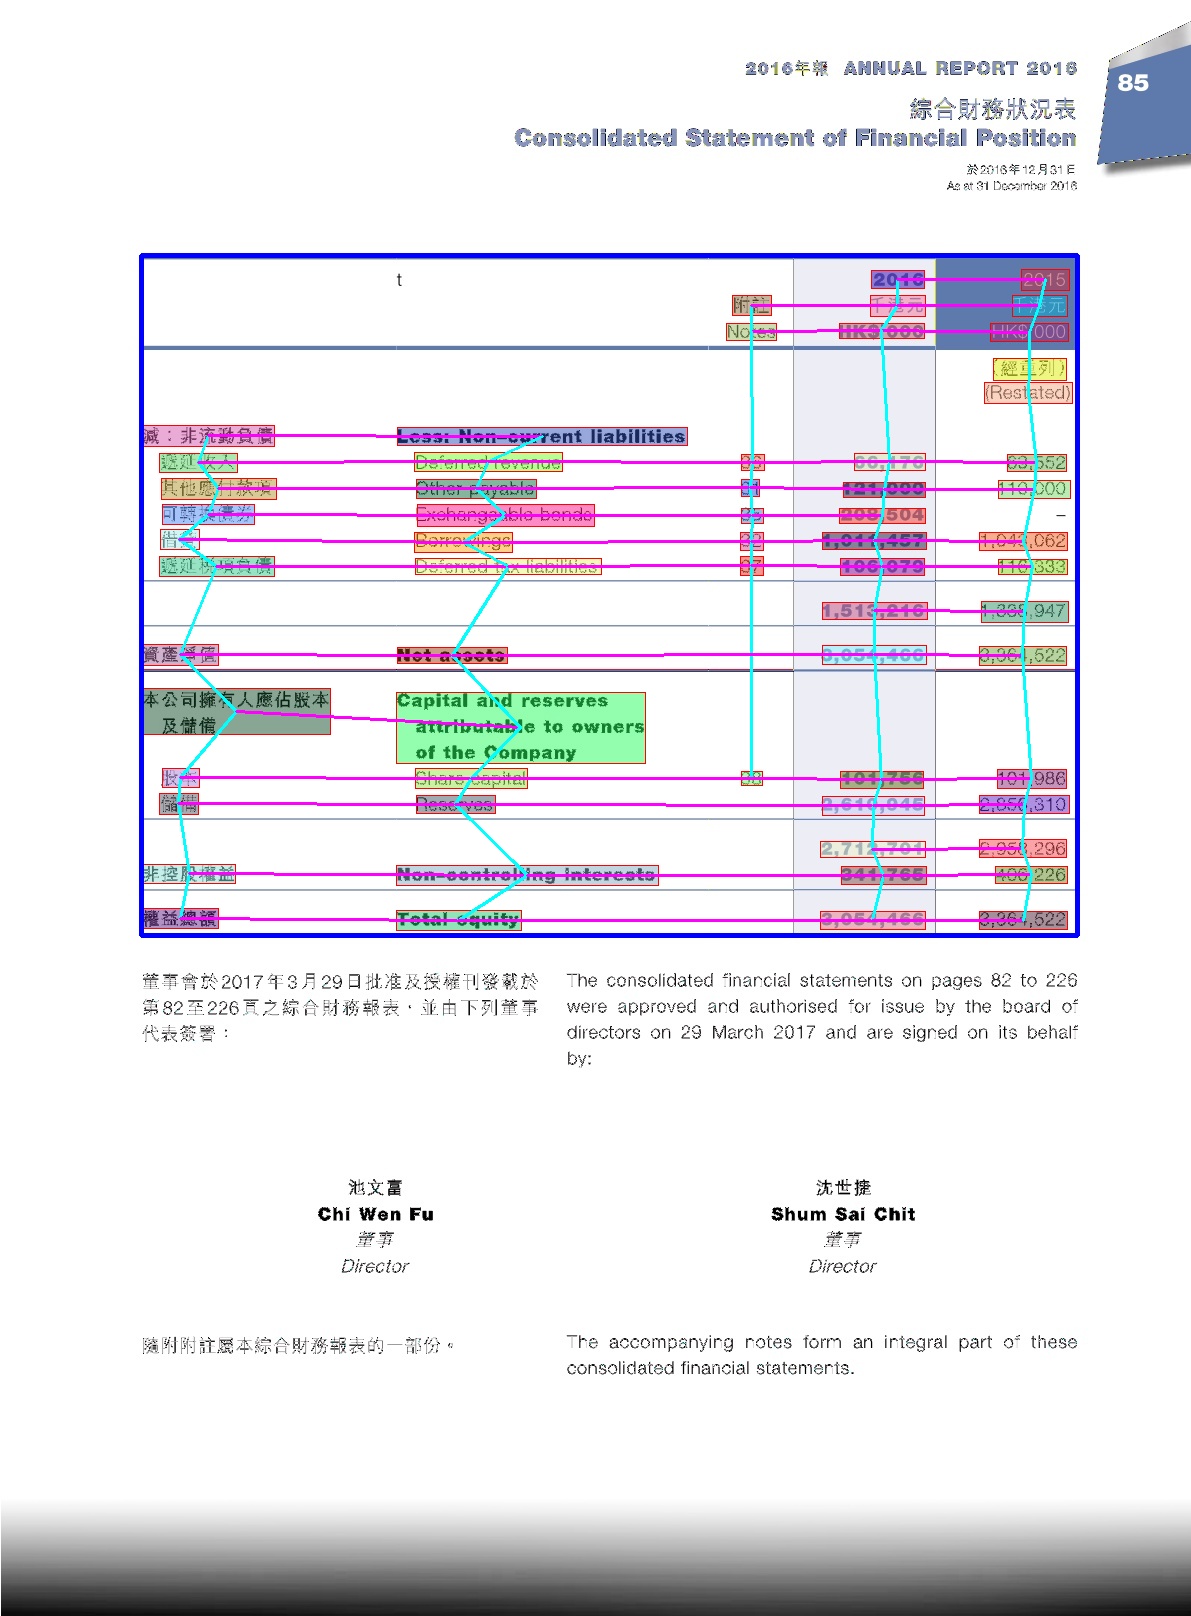 2016年報 ANNUAL REPORT 2016
85
綜合財務狀況表
Consolidated Statement of Financial Position
於2016年12月31日
As at 31 December 2016
t 2016 2015
附註 千港元 千港元
Notes HK$'000 HK$'000
(經重列)
(Restated)
減：非流動負債 Less: Non-current liabilities
遞延收入 Deferred revenue 66,176 63,552
其他應付款項 Other payable 31 121,000
可轉換債券 Exchangeable bonds 35 208,504 –
借貸 Borrowings 1,011,457 1,043,062
遞延稅項負債 Deferred tax liabilities 37 106,079 116,333
1,513,216
資產淨值 Net assets 3,054,466 3,364,522
本公司擁有人應佔股本 Capital and reserves
及儲備 attributable to owners
of the Company
股本 Share capital 38 101,756 101,986
儲備 Reserves 2,610,945 2,856,310
2,712,701 2,958,296
非控股權益 Non-controlling interests 341,765 406,226
權益總額 Total equity 3,054,466 3,364,522
董事會於2017年3月29日批准及授權刊發載於
第82至226頁之綜合財務報表，並由下列董事
代表簽署：
The consolidated financial statements on pages 82 to 226
were approved and authorised for issue by the board of
directors on 29 March 2017 and are signed on its behalf
by:
池文富
Chi Wen Fu
董事
Director
沈世捷
Shum Sai Chit
董事
Director
隨附附註屬本綜合財務報表的一部份。
The accompanying notes form an integral part of these
consolidated financial statements.